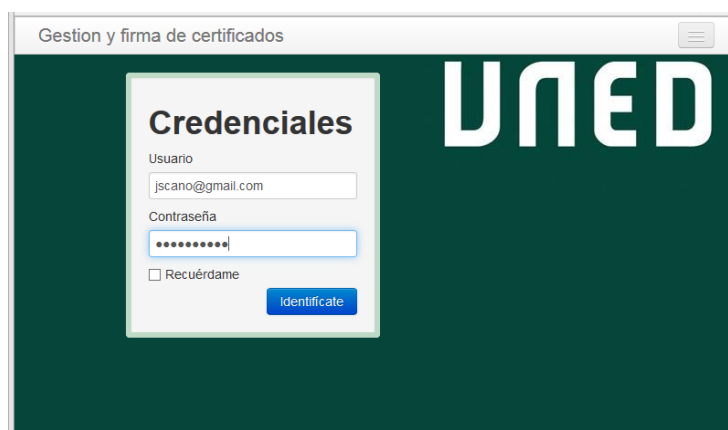 Gestion y firma de certificados
UNED
Credenciales
Usuario
jscano@gmail.com
Contraseña
●●●●●●●●●●
Recuérdame
Identifícate